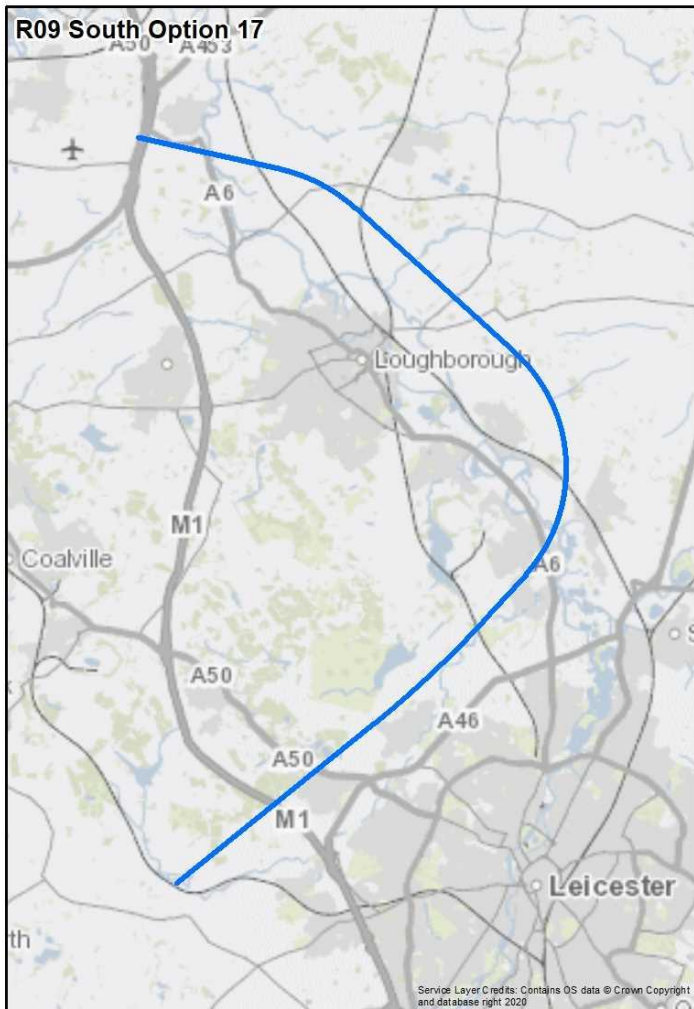 R09 South Option 17
A50
A453
A6
Loughborough
M1
Coalville
A6
S
A50
A46
A50
M1
Leicester
th
Service Layer Credits: Contains OS data © Crown Copyright
and database right 2020